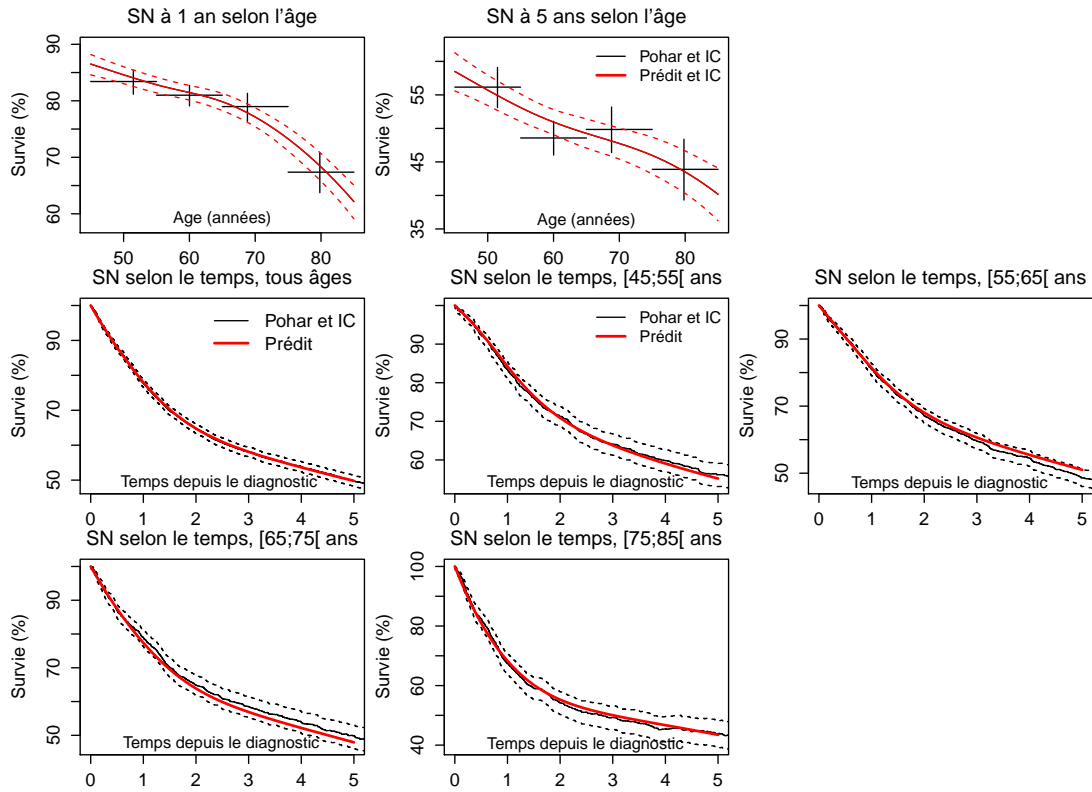 SN à 1 an selon l'âge
Survie (%)
90
80
70
60
Age (années)
50 60 70 80
SN à 5 ans selon l'âge
Survie (%)
55
45
35
Pohar et IC
Prédit et IC
Age (années)
50 60 70 80
SN selon le temps, tous âges
Survie (%)
90
70
50
Pohar et IC
Prédit
Temps depuis le diagnostic
0 1 2 3 4 5
SN selon le temps, [45;55[ ans
Survie (%)
90
80
70
60
Pohar et IC
Prédit
Temps depuis le diagnostic
0 1 2 3 4 5
SN selon le temps, [55;65[ ans
Survie (%)
90
70
50
Temps depuis le diagnostic
0 1 2 3 4 5
SN selon le temps, [65;75[ ans
Survie (%)
90
70
50
Temps depuis le diagnostic
0 1 2 3 4 5
SN selon le temps, [75;85[ ans
Survie (%)
100
80
60
40
Temps depuis le diagnostic
0 1 2 3 4 5